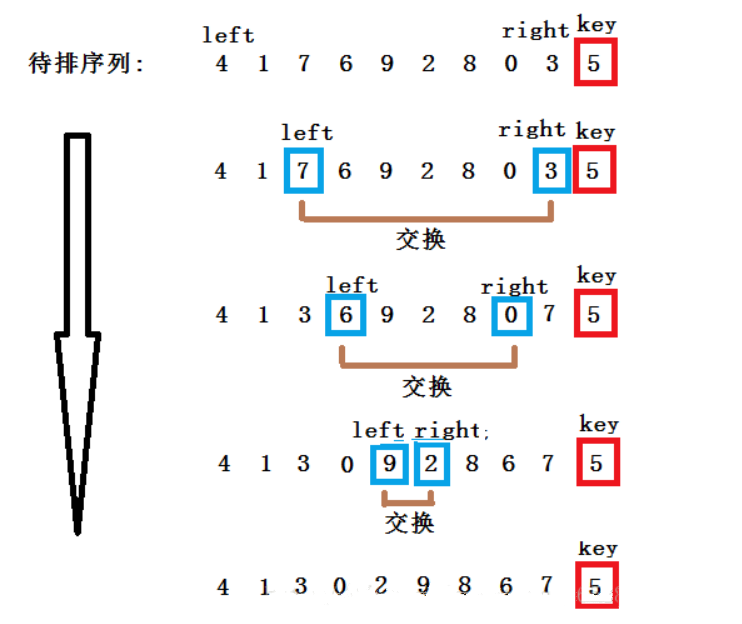 left right key
待排序列: 4 1 7 6 9 2 8 0 3 5
left right key
4 1 7 6 9 2 8 0 3 5
交换
left right key
4 1 3 6 9 2 8 0 7 5
交换
left right; key
4 1 3 0 9 2 8 6 7 5
交换
key
4 1 3 0 2 9 8 6 7 5